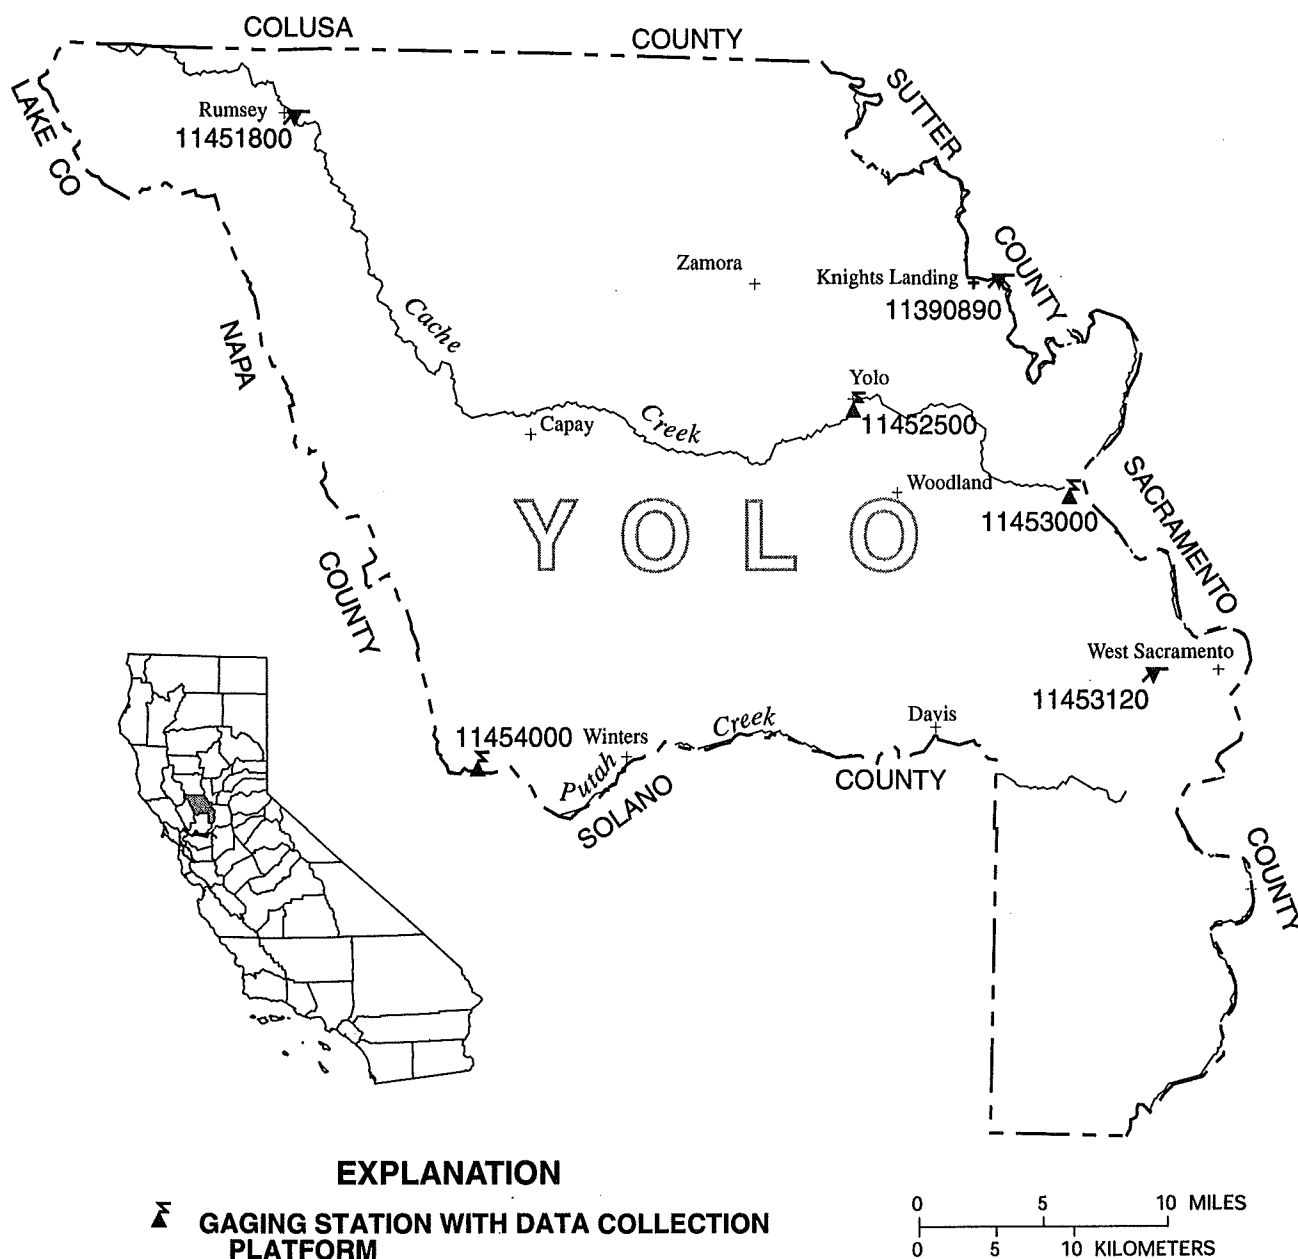 COLUSA COUNTY
LAKE CO
SUTTER
Rumsey
11451800
COUNTY
Zamora
Knights Landing
11390890
NAPA
Cache
Yolo
11452500
Creek
Capay
Woodland
SACRAMENTO
YOLO
11453000
COUNTY
West Sacramento
11453120
11454000
Winters
Creek
Davis
Putah
SOLANO
COUNTY
COUNTY
EXPLANATION
GAGING STATION WITH DATA COLLECTION
PLATFORM
0 5 10 MILES
0 5 10 KILOMETERS